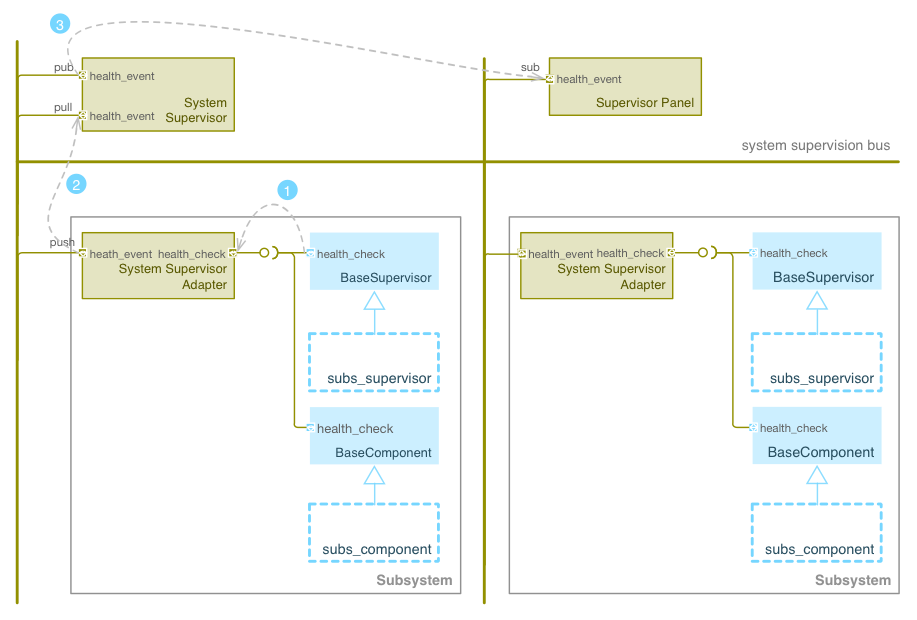 3
pub
health_event
pull
health_event
System
Supervisor
sub
health_event
Supervisor Panel
system supervision bus
2
1
push
heath_event health_check
System Supervisor
Adapter
health_check
BaseSupervisor
subs_supervisor
health_check
BaseComponent
subs_component
Subsystem
health_event health_check
System Supervisor
Adapter
health_check
BaseSupervisor
subs_supervisor
health_check
BaseComponent
subs_component
Subsystem